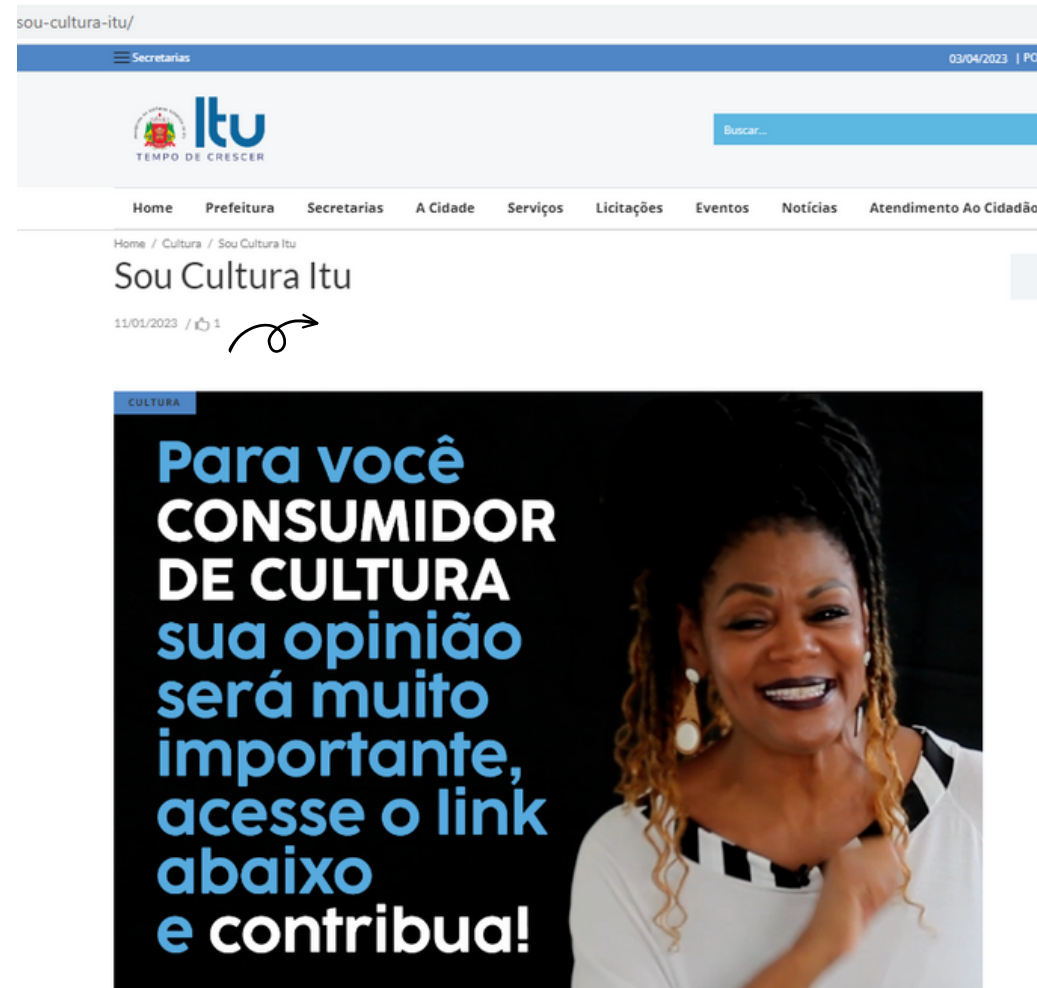 sou-cultura-itu/
Secretarias
03/04/2023 | PO
Itu
TEMPO DE CRESCER
Buscar...
Home Prefeitura Secretarias A Cidade Serviços Licitações Eventos Notícias Atendimento Ao Cidadão
Home / Cultura / Sou Cultura Itu
Sou Cultura Itu
11/01/2023 / 1
CULTURA
Para você
CONSUMIDOR
DE CULTURA
sua opinião
será muito
importante,
acesse o link
abaixo
e contribua!